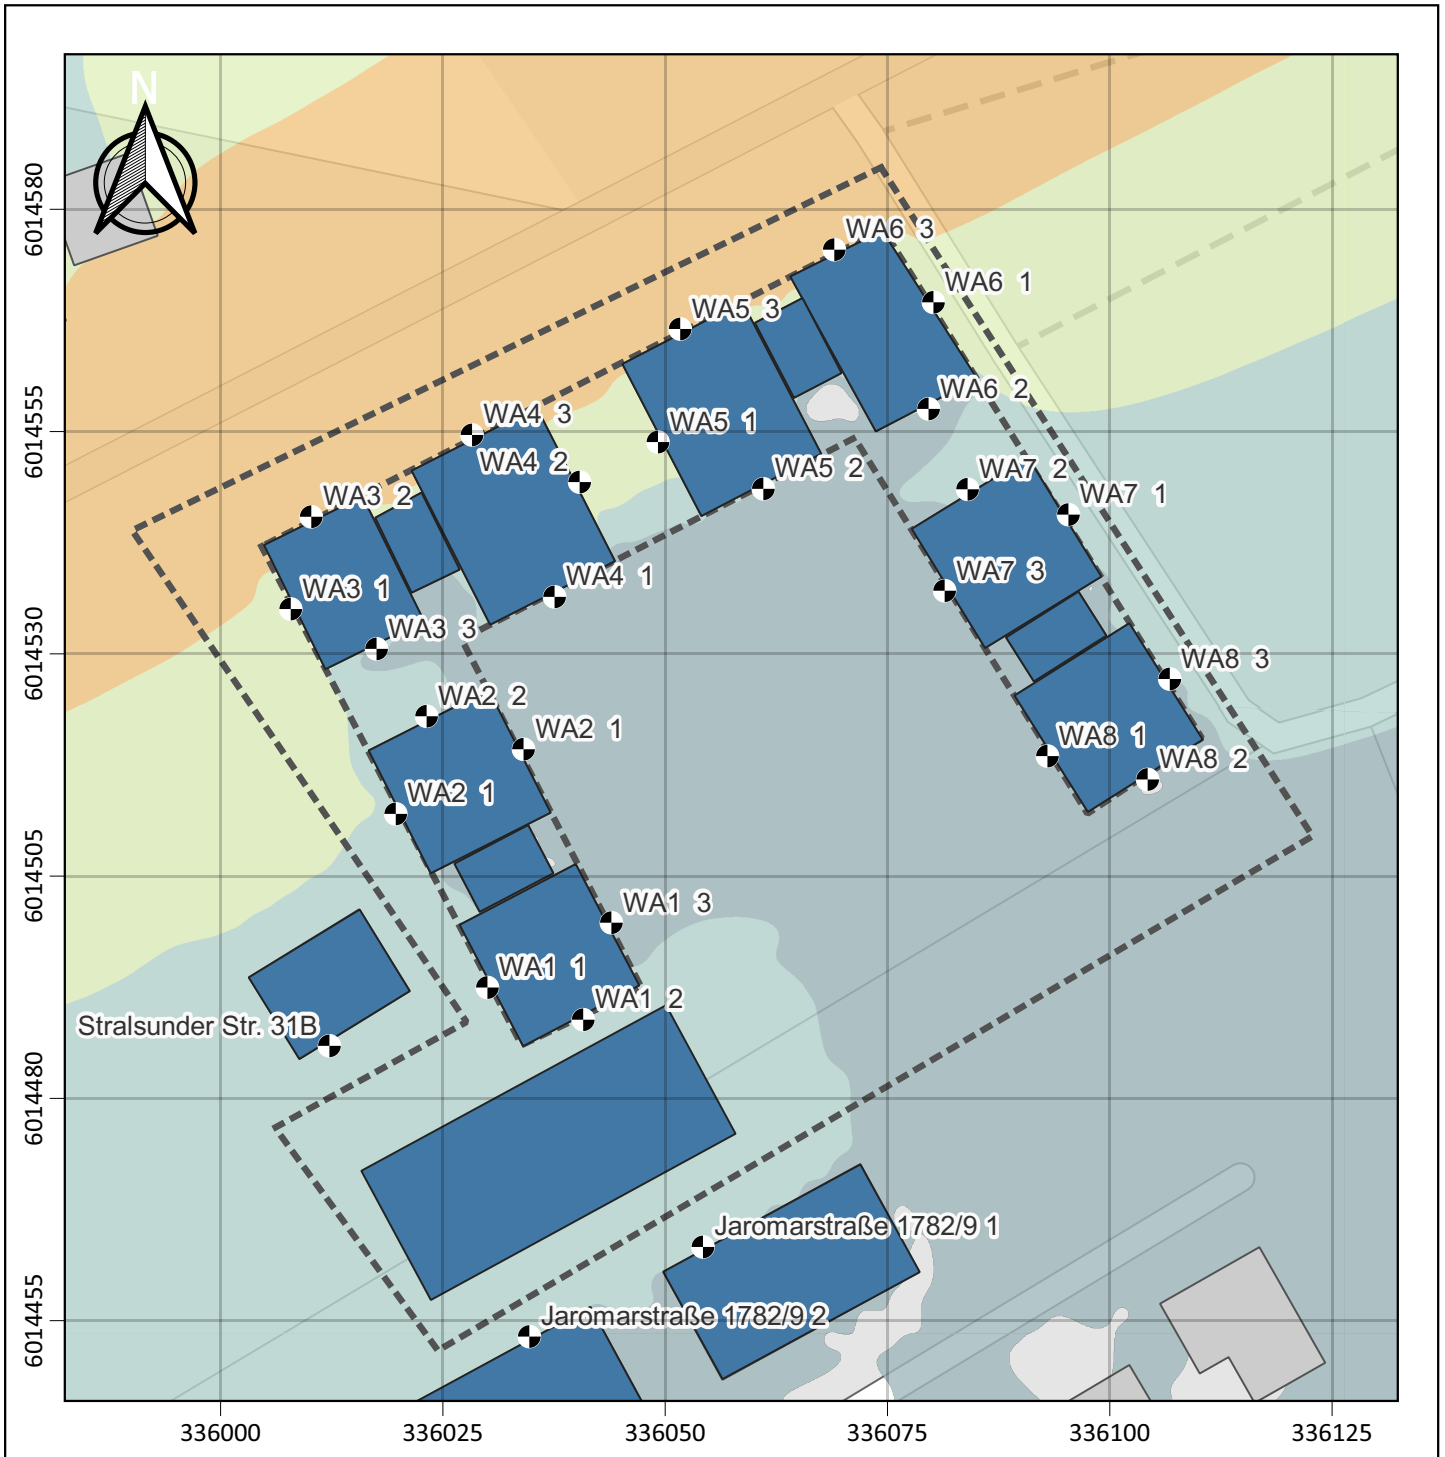 N
6014580
WA6 3
WA6 1
WA5 3
WA6 2
6014555
WA4 3
WA5 1
WA4 2
WA5 2
WA7 2
WA3 2
WA7 1
WA7 3
WA3 1
WA4 1
6014530
WA3 3
WA8 3
WA2 2
WA2 1
WA8 1
WA8 2
WA2 1
6014505
WA1 3
WA1 1
WA1 2
Stralsunder Str. 31B
6014480
Jaromarstraße 1782/9 1
6014455
Jaromarstraße 1782/9 2
336000
336025
336050
336075
336100
336125